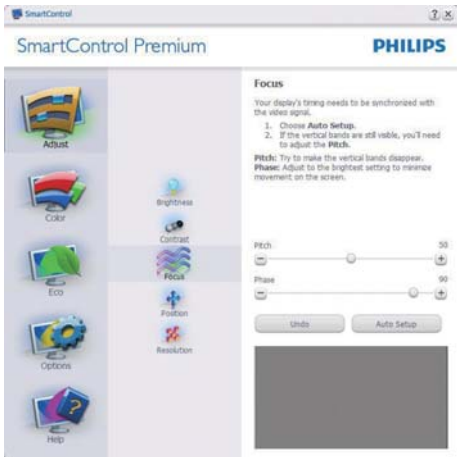 SmartControl
SmartControl Premium
PHILIPS
Adjust
Color
Eco
Options
Help
Brightness
Contrast
Focus
Position
Resolution
Focus
Your display's timing needs to be synchronized with
the video signal.
1. Choose Auto Setup.
2. If the vertical bands are still visible, you'll need
to adjust the Pitch.
Pitch: Try to make the vertical bands disappear.
Phase: Adjust to the brightest setting to minimize
movement on the screen.
Pitch 50
Phase 90
Undo Auto Setup